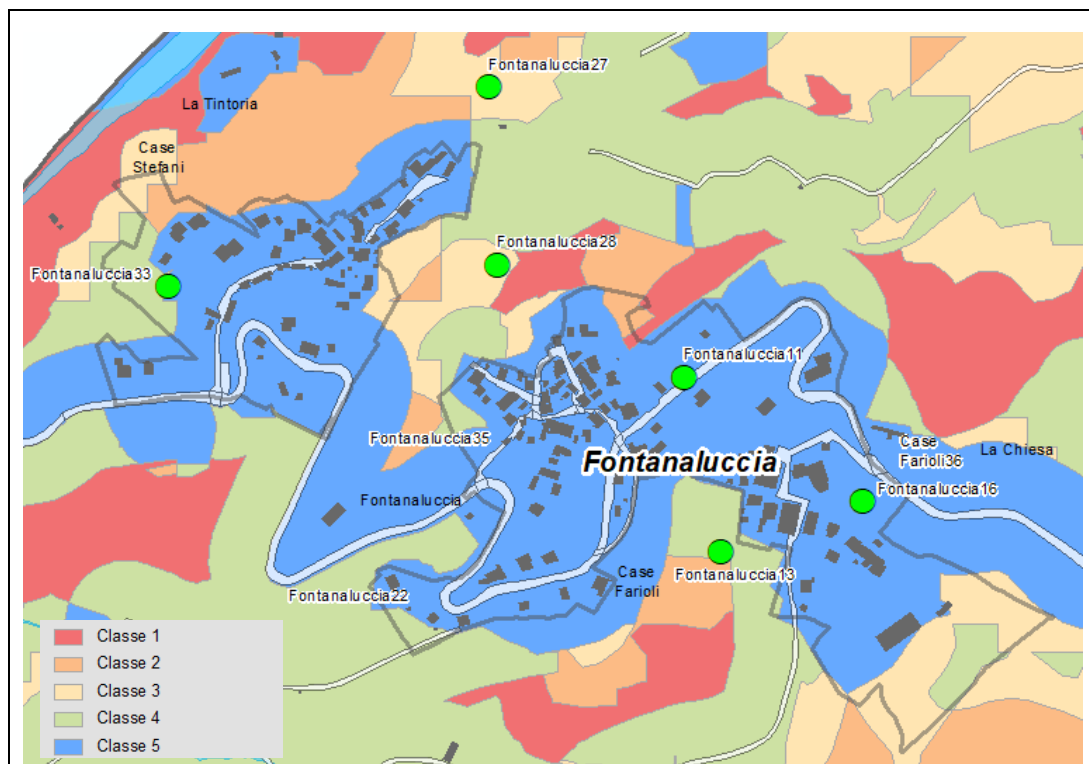 Fontanaluccia27
La Tintoria
Case
Stefani
Fontanaluccia28
Fontanaluccia33
Fontanaluccia11
Fontanaluccia35
Case
Farioli36
La Chiesa
Fontanaluccia
Fontanaluccia
Fontanaluccia16
Case
Farioli
Fontanaluccia13
Fontanaluccia22
Classe 1
Classe 2
Classe 3
Classe 4
Classe 5